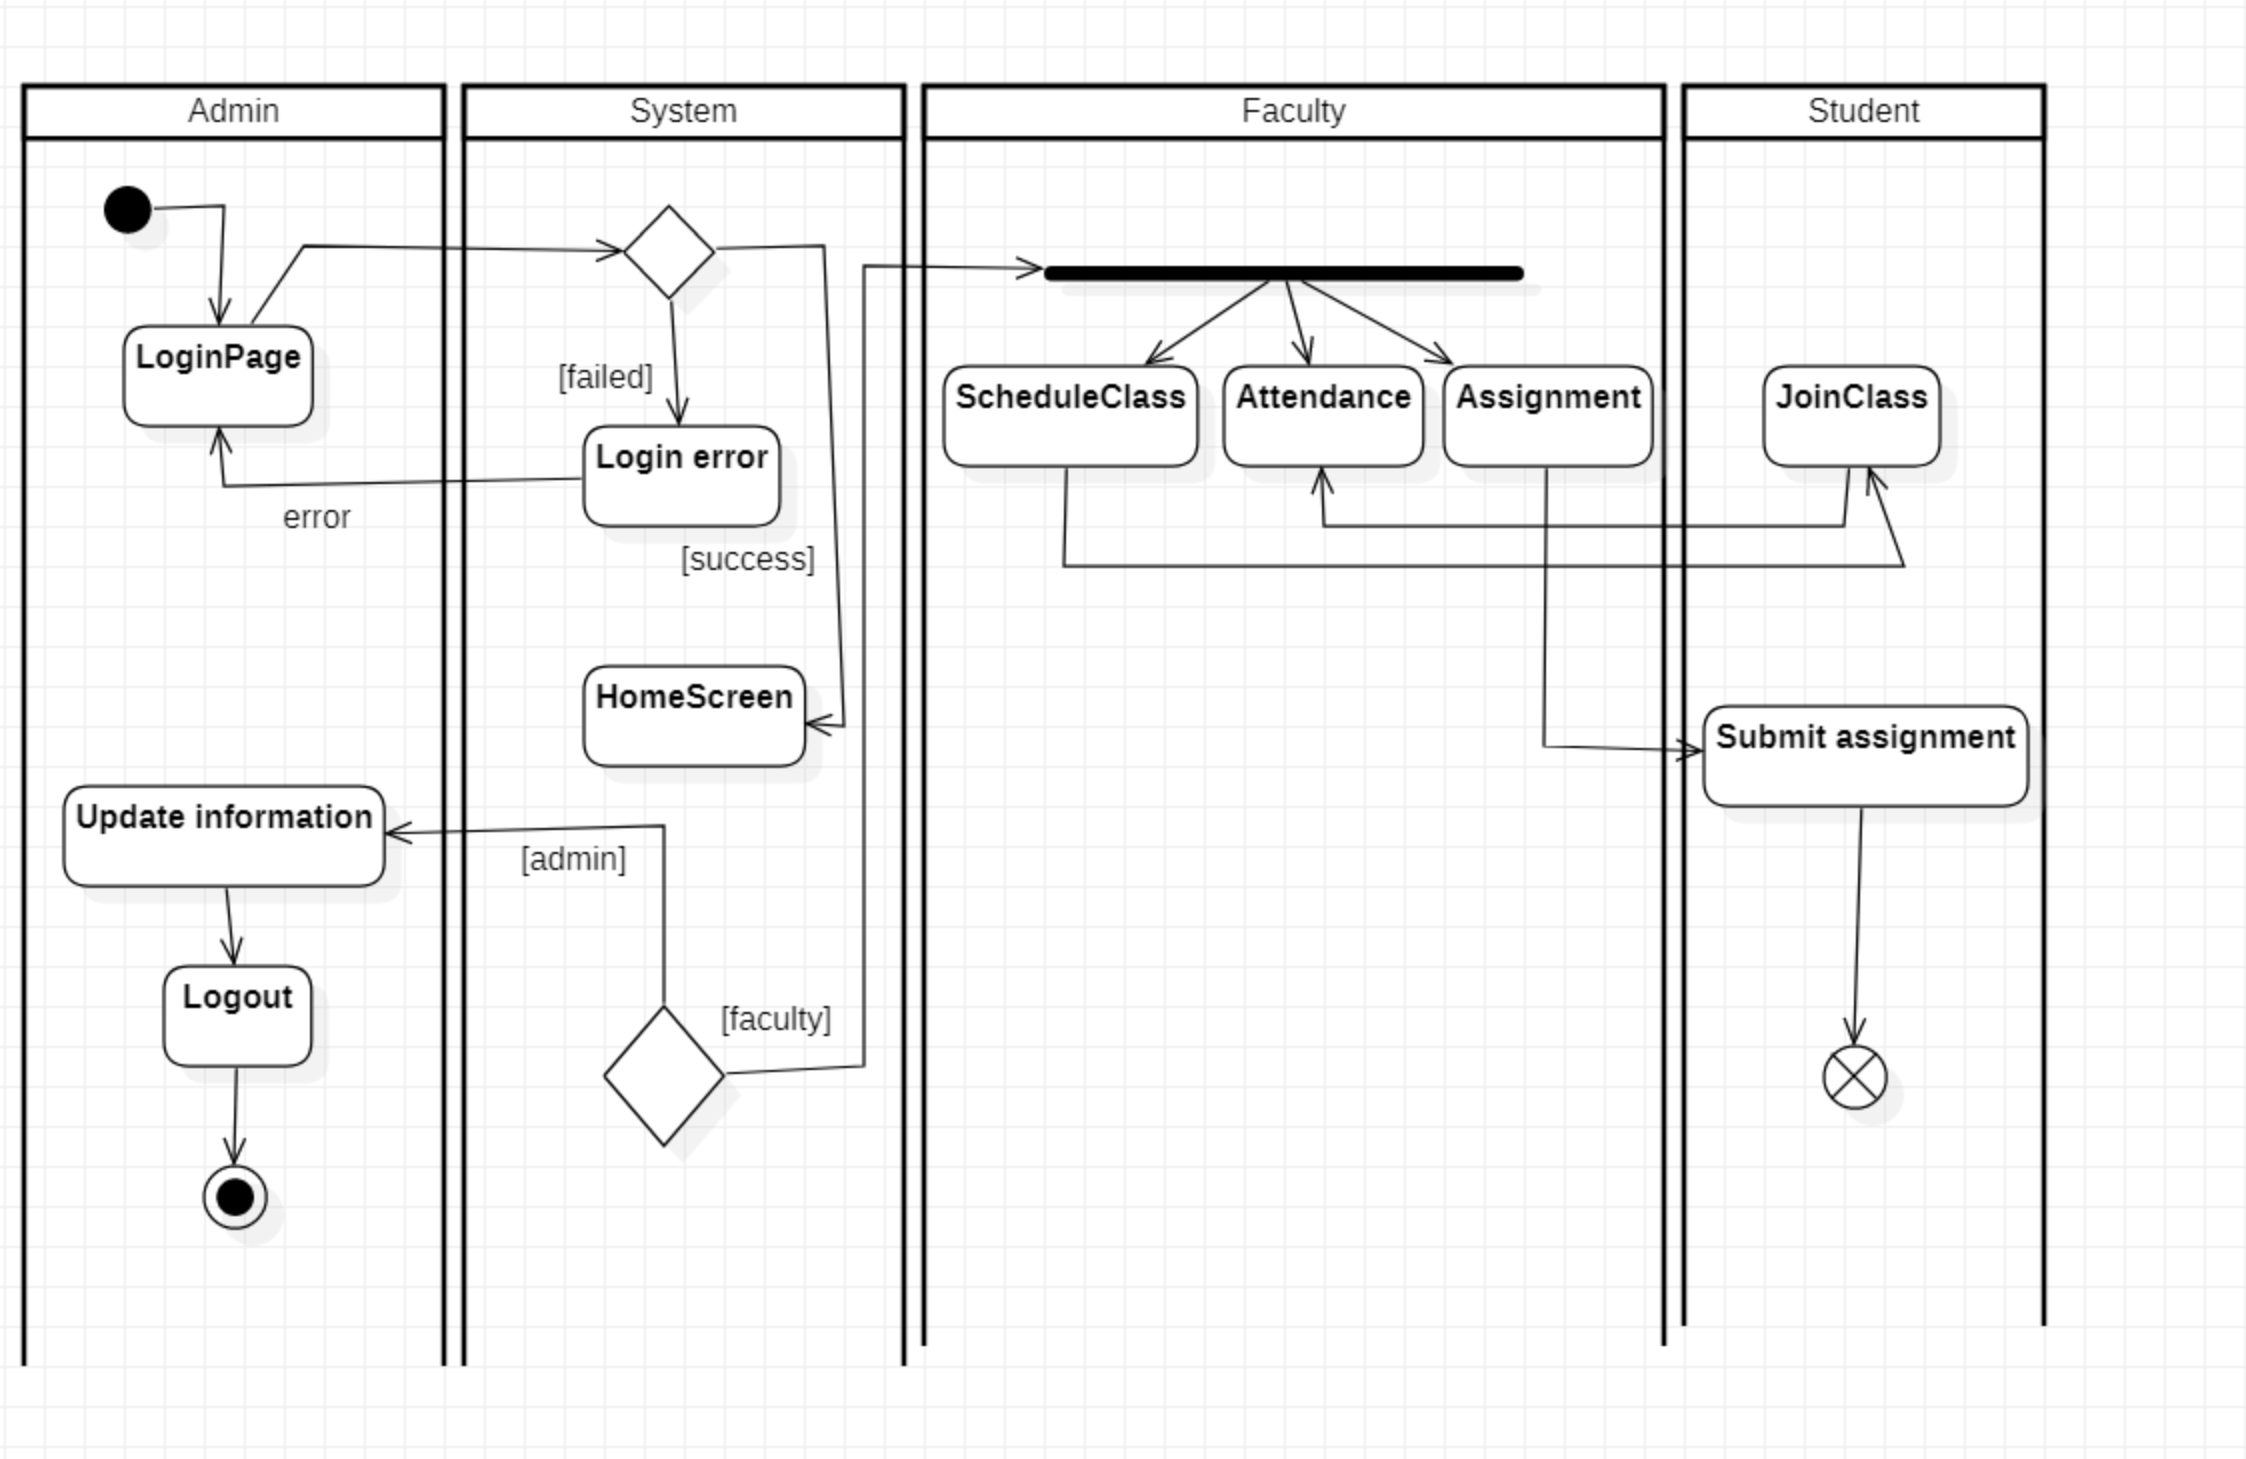 Admin
System
Faculty
Student
LoginPage
[failed]
ScheduleClass
Attendance
Assignment
JoinClass
Login error
error
[success]
HomeScreen
Submit assignment
Update information
[admin]
Logout
[faculty]